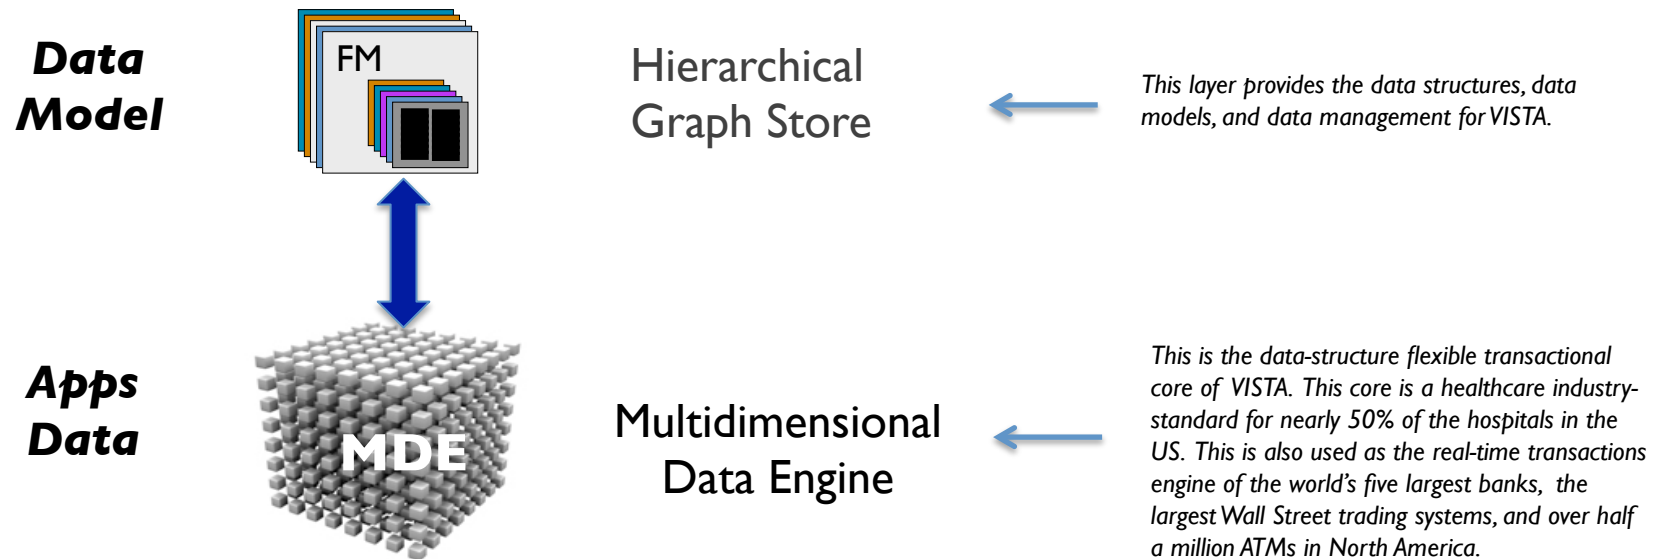 Data
Model
FM
Hierarchical
Graph Store
This layer provides the data structures, data
models, and data management for VISTA.
Apps
Data
MDE
Multidimensional
Data Engine
This is the data-structure flexible transactional
core of VISTA. This core is a healthcare industry-
standard for nearly 50% of the hospitals in the
US. This is also used as the real-time transactions
engine of the world's five largest banks, the
largest Wall Street trading systems, and over half
a million ATMs in North America.